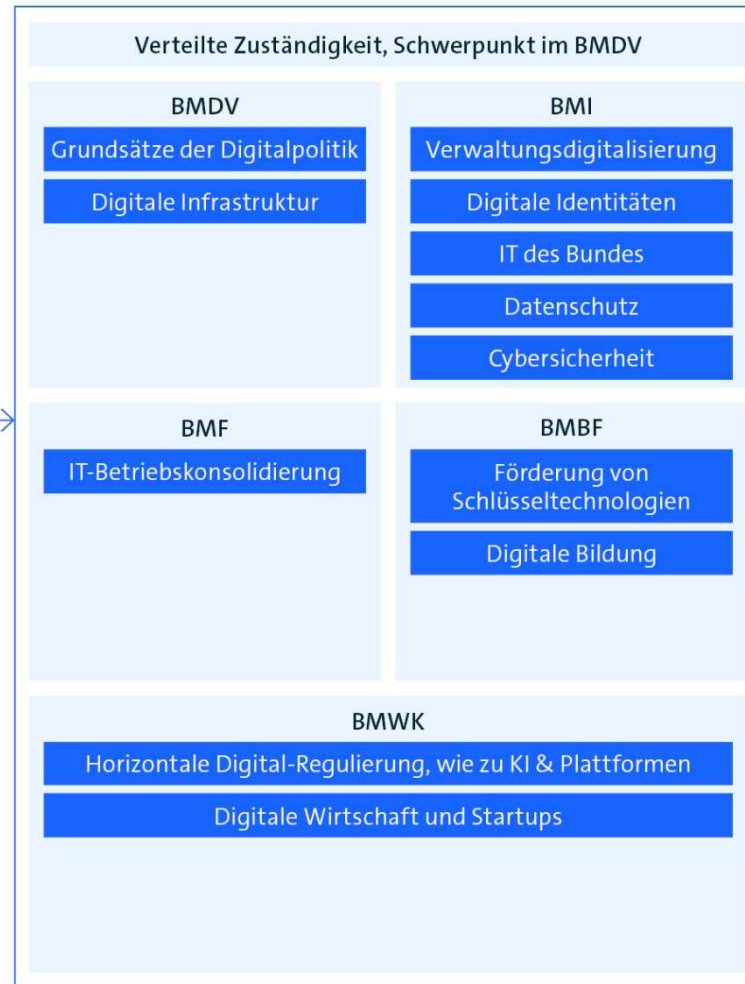 Verteilte Zuständigkeit, Schwerpunkt im BMDV
BMDV
Grundsätze der Digitalpolitik
Digitale Infrastruktur
BMI
Verwaltungsdigitalisierung
Digitale Identitäten
IT des Bundes
Datenschutz
Cybersicherheit
BMF
IT-Betriebskonsolidierung
BMBF
Förderung von
Schlüsseltechnologien
Digitale Bildung
BMWK
Horizontale Digital-Regulierung, wie zu KI & Plattformen
Digitale Wirtschaft und Startups